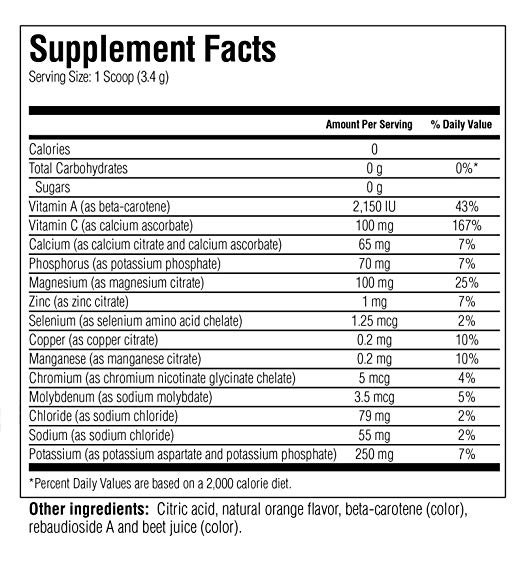 Supplement Facts
Serving Size: 1 Scoop (3.4 g)
Amount Per Serving % Daily Value
Calories 0
Total Carbohydrates 0 g 0%*
Sugars 0 g
Vitamin A (as beta-carotene) 2,150 IU 43%
Vitamin C (as calcium ascorbate) 100 mg 167%
Calcium (as calcium citrate and calcium ascorbate) 65 mg 7%
Phosphorus (as potassium phosphate) 70 mg 7%
Magnesium (as magnesium citrate) 100 mg 25%
Zinc (as zinc citrate) 1 mg 7%
Selenium (as selenium amino acid chelate) 1.25 mcg 2%
Copper (as copper citrate) 0.2 mg 10%
Manganese (as manganese citrate) 0.2 mg 10%
Chromium (as chromium nicotinate glycinate chelate) 5 mcg 4%
Molybdenum (as sodium molybdate) 3.5 mcg 5%
Chloride (as sodium chloride) 79 mg 2%
Sodium (as sodium chloride) 55 mg 2%
Potassium (as potassium aspartate and potassium phosphate) 250 mg 7%
*Percent Daily Values are based on a 2,000 calorie diet.
Other ingredients: Citric acid, natural orange flavor, beta-carotene (color),
rebaudioside A and beet juice (color).